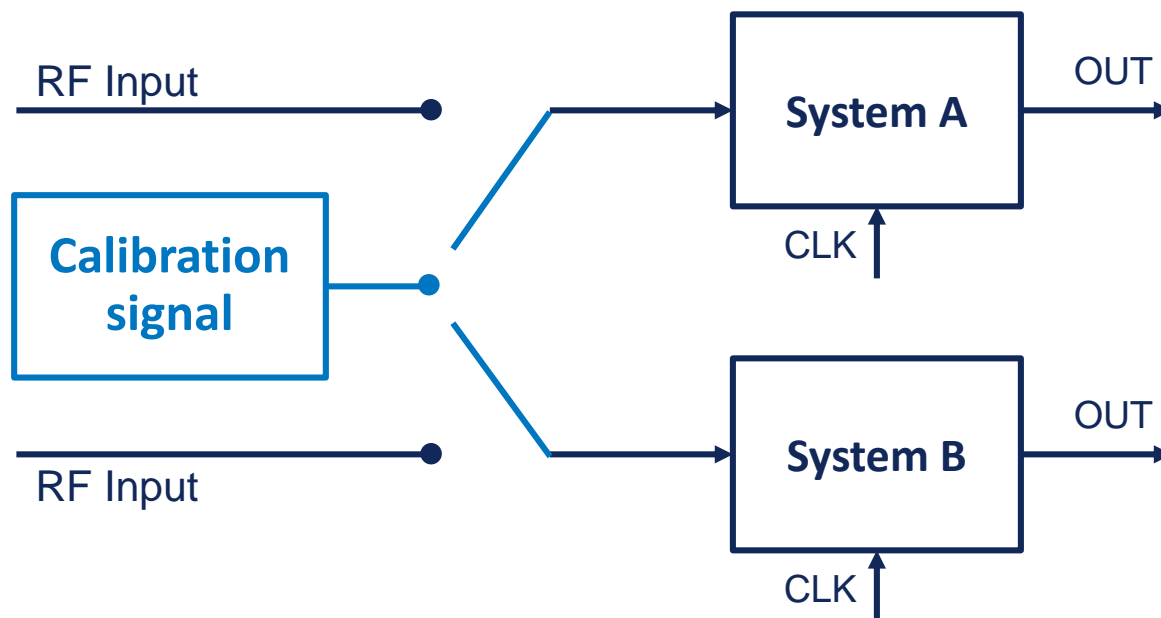 RF Input
OUT
System A
CLK
Calibration
signal
RF Input
OUT
System B
CLK